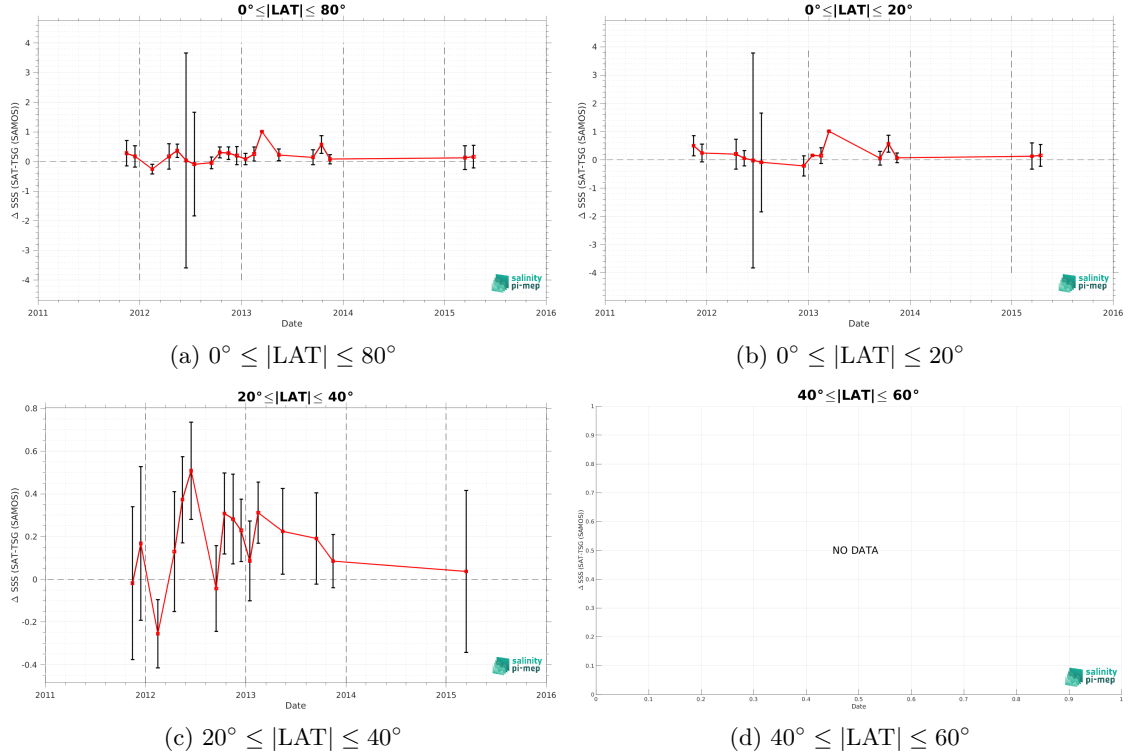 0°≤|LAT|≤ 80°
Δ SSS (SAT-TSG (SAMOS))
4
3
2
1
0
-1
-2
-3
-4
2011
2012
2013
2014
2015
2016
Date
salinity
pi-mep
(a) 0° ≤ |LAT| ≤ 80°
0°≤|LAT|≤ 20°
Δ SSS (SAT-TSG (SAMOS))
4
3
2
1
0
-1
-2
-3
-4
2011
2012
2013
2014
2015
2016
Date
salinity
pi-mep
(b) 0° ≤ |LAT| ≤ 20°
20°≤|LAT|≤ 40°
Δ SSS (SAT-TSG (SAMOS))
0.8
0.6
0.4
0.2
0
-0.2
-0.4
2011
2012
2013
2014
2015
2016
Date
salinity
pi-mep
(c) 20° ≤ |LAT| ≤ 40°
40°≤|LAT|≤ 60°
Δ SSS (SAT-TSG (SAMOS))
1
0.9
0.8
0.7
0.6
0.5
0.4
0.3
0.2
0.1
0
NO DATA
0
0.1
0.2
0.3
0.4
0.5
0.6
0.7
0.8
0.9
1
Date
salinity
pi-mep
(d) 40° ≤ |LAT| ≤ 60°